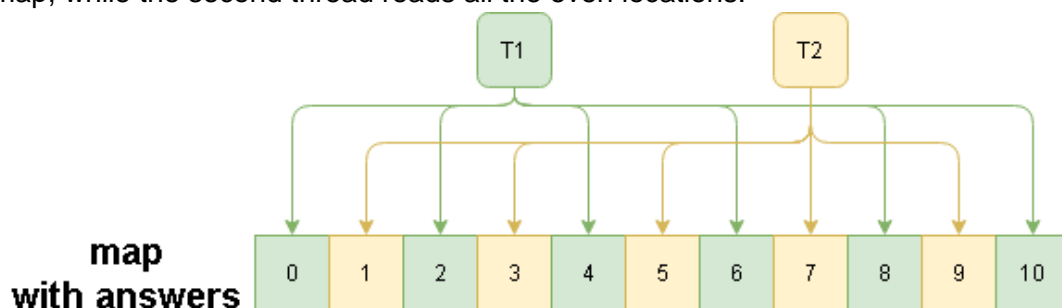 map, while the second thread reads all the even locations.
T1 T2
map
with answers
0 1 2 3 4 5 6 7 8 9 10